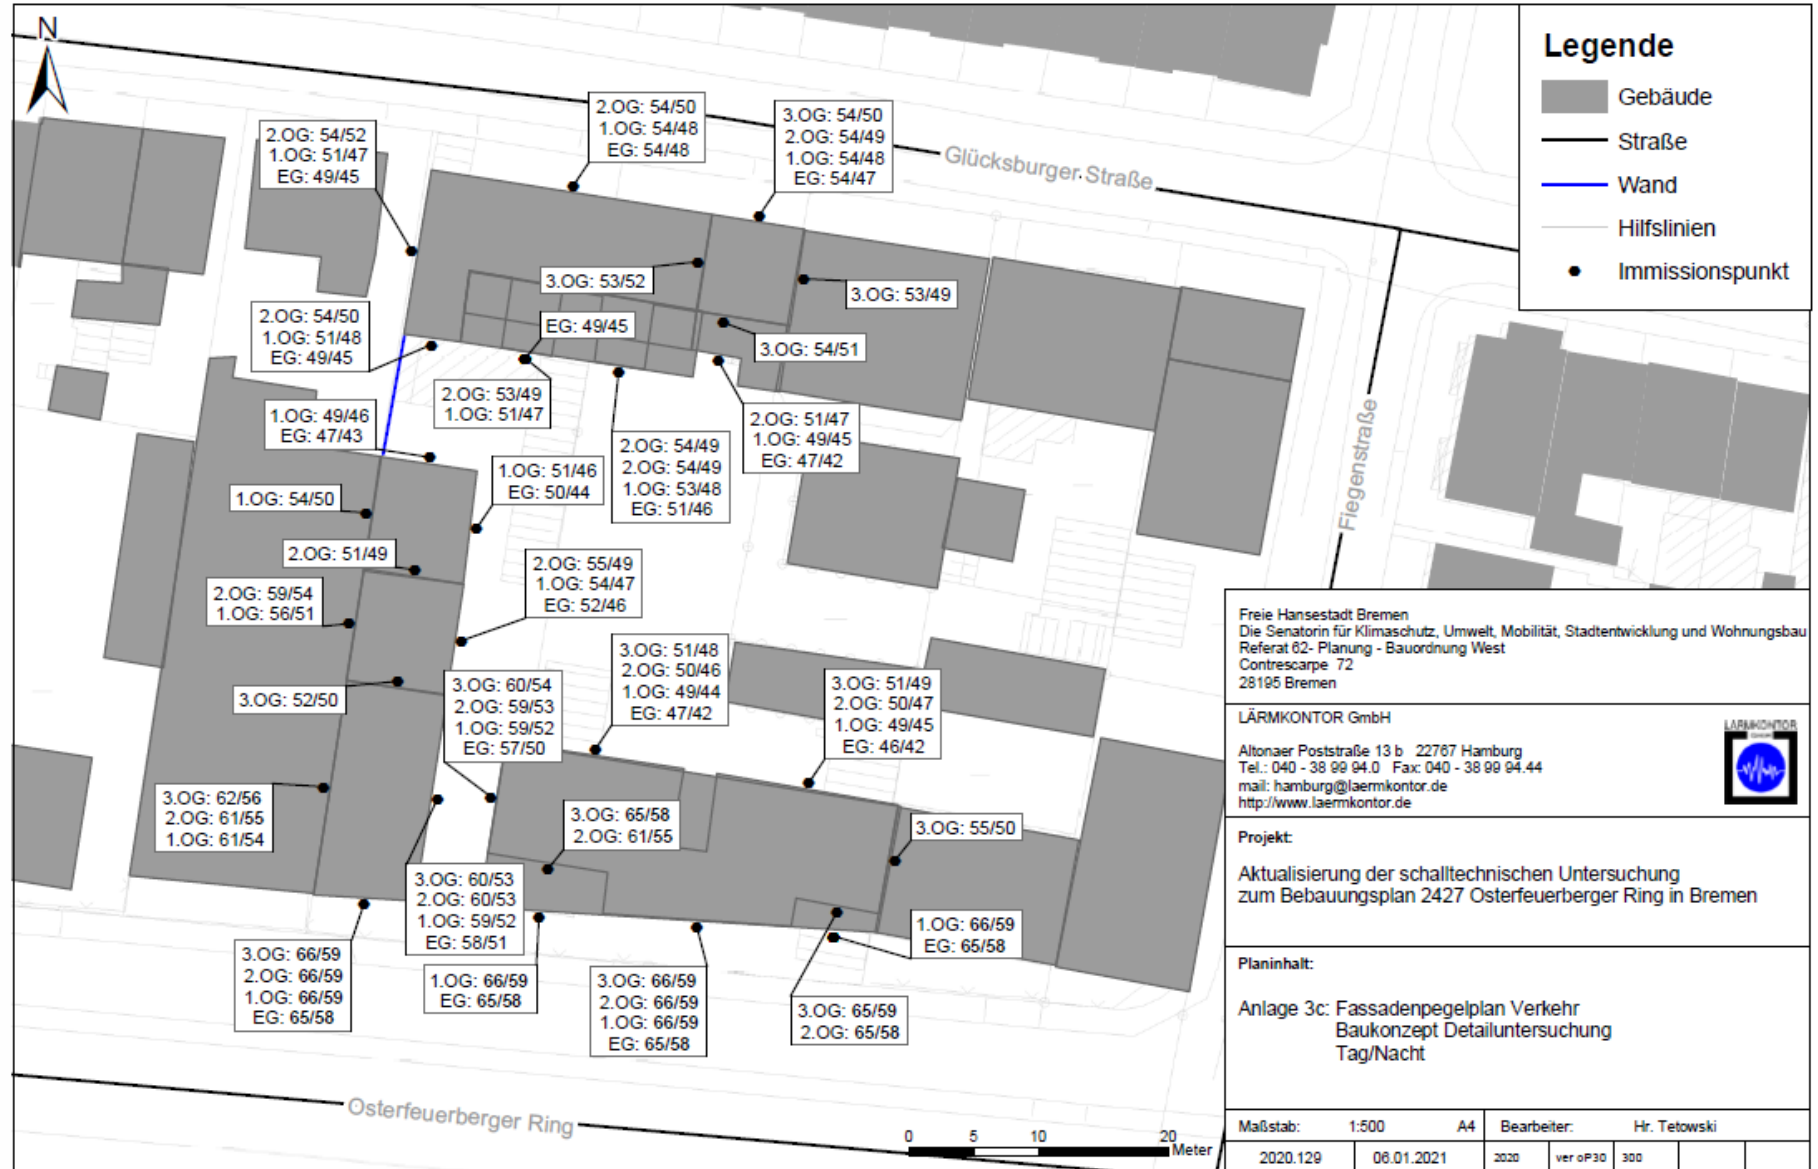 N
2.OG: 54/52
1.OG: 51/47
EG: 49/45
2.OG: 54/50
1.OG: 54/48
EG: 54/48
3.OG: 54/50
2.OG: 54/49
1.OG: 54/48
EG: 54/47
Glücksburger Straße
Legende
Gebäude
Straße
Wand
Hilfslinien
Immissionspunkt
3.OG: 53/52
3.OG: 53/49
2.OG: 54/50
1.OG: 51/48
EG: 49/45
EG: 49/45
3.OG: 54/51
2.OG: 53/49
1.OG: 51/47
1.OG: 49/46
EG: 47/43
2.OG: 54/49
2.OG: 54/49
1.OG: 53/48
EG: 51/46
2.OG: 51/47
1.OG: 49/45
EG: 47/42
Fiegenstraße
1.OG: 51/46
EG: 50/44
1.OG: 54/50
2.OG: 51/49
2.OG: 55/49
1.OG: 54/47
EG: 52/46
2.OG: 59/54
1.OG: 56/51
3.OG: 52/50
3.OG: 60/54
2.OG: 59/53
1.OG: 59/52
EG: 57/50
3.OG: 51/48
2.OG: 50/46
1.OG: 49/44
EG: 47/42
3.OG: 51/49
2.OG: 50/47
1.OG: 49/45
EG: 46/42
3.OG: 62/56
2.OG: 61/55
1.OG: 61/54
3.OG: 65/58
2.OG: 61/55
3.OG: 55/50
3.OG: 60/53
2.OG: 60/53
1.OG: 59/52
EG: 58/51
1.OG: 66/59
EG: 65/58
3.OG: 66/59
2.OG: 66/59
1.OG: 66/59
EG: 65/58
1.OG: 66/59
EG: 65/58
3.OG: 66/59
2.OG: 66/59
1.OG: 66/59
EG: 65/58
3.OG: 65/59
2.OG: 65/58
Osterfeuerberger Ring
0 5 10 20
Meter
Freie Hansestadt Bremen
Die Senatorin für Klimaschutz, Umwelt, Mobilität, Stadtentwicklung und Wohnungsbau
Referat 62- Planung - Bauordnung West
Contrescarpe 72
28195 Bremen
LÄRMKONTOR GmbH
Altonaer Poststraße 13 b 22767 Hamburg
Tel.: 040 - 38 99 94.0 Fax: 040 - 38 99 94.44
mail: hamburg@laermkontor.de
http://www.laermkontor.de
LÄRMKONTOR
GmbH
Projekt:
Aktualisierung der schalltechnischen Untersuchung
zum Bebauungsplan 2427 Osterfeuerberger Ring in Bremen
Planinhalt:
Anlage 3c: Fassadenpegelplan Verkehr
Baukonzept Detailuntersuchung
Tag/Nacht
Maßstab: 1:500 A4 Bearbeiter: Hr. Tetowski
2020.129 06.01.2021 2020 ver oP30 300